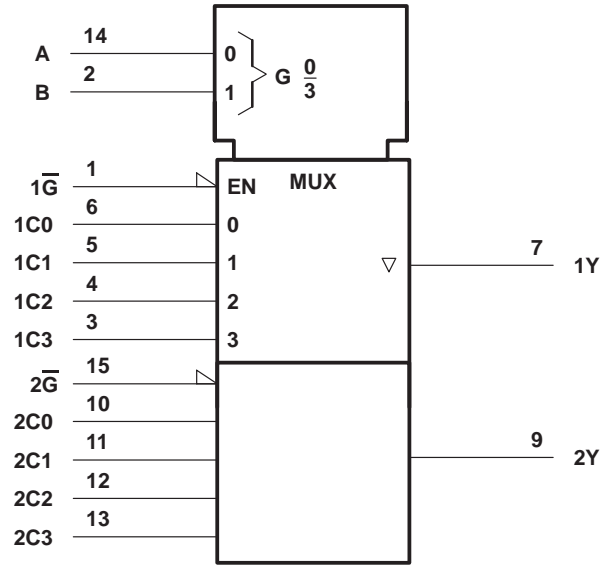 A 14 0 G 0/3
B 2 1
1G̅ 1 EN MUX
1C0 6 0
1C1 5 1 ▽ 7 1Y
1C2 4 2
1C3 3 3
2G̅ 15
2C0 10
2C1 11 9 2Y
2C2 12
2C3 13